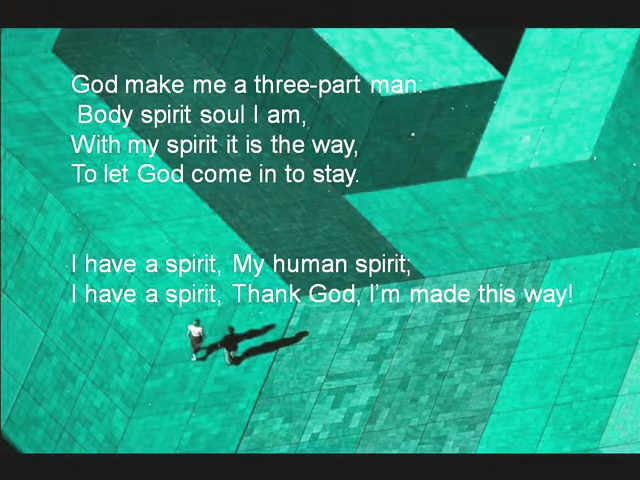 God make me a three-part man:
Body spirit soul I am,
With my spirit it is the way,
To let God come in to stay.
I have a spirit, My human spirit;
I have a spirit, Thank God, I'm made this way!